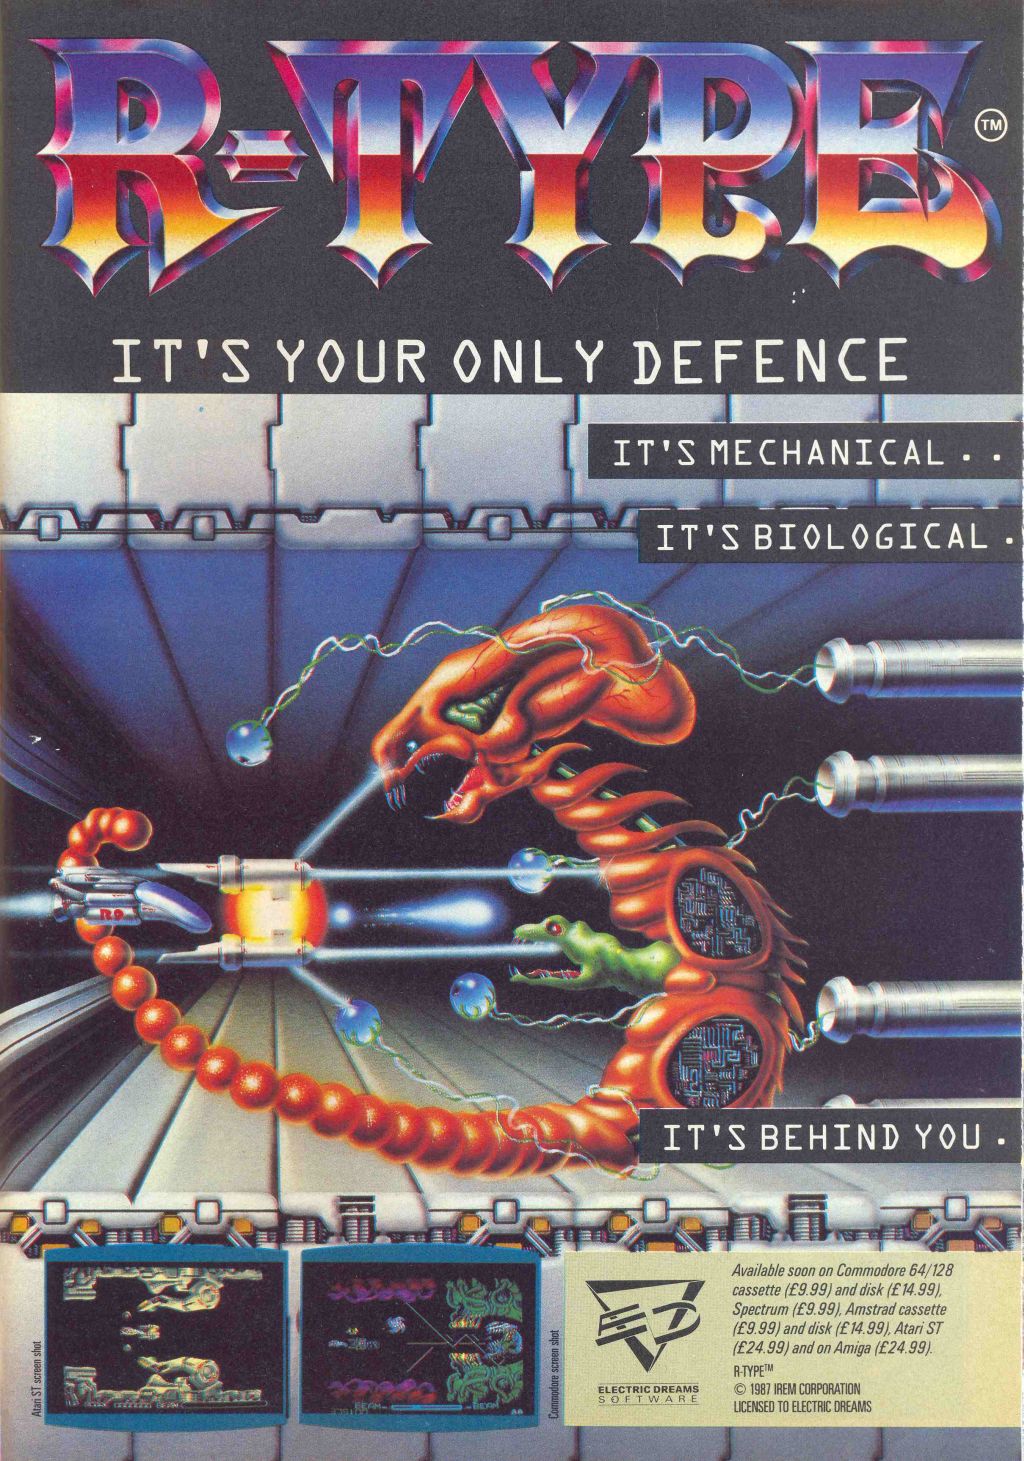 R-TYPE TM
IT'S YOUR ONLY DEFENCE
IT'S MECHANICAL . .
IT'S BIOLOGICAL .
R9
IT'S BEHIND YOU .
Atari ST screen shot
BEAM
Commodore screen shot
BEAM BEAM
ELECTRIC DREAMS
SOFTWARE
Available soon on Commodore 64/128
cassette (£9.99) and disk (£14.99),
Spectrum (£9.99), Amstrad cassette
(£9.99) and disk (£14.99), Atari ST
(£24.99) and on Amiga (£24.99).
R-TYPE™
© 1987 IREM CORPORATION
LICENSED TO ELECTRIC DREAMS